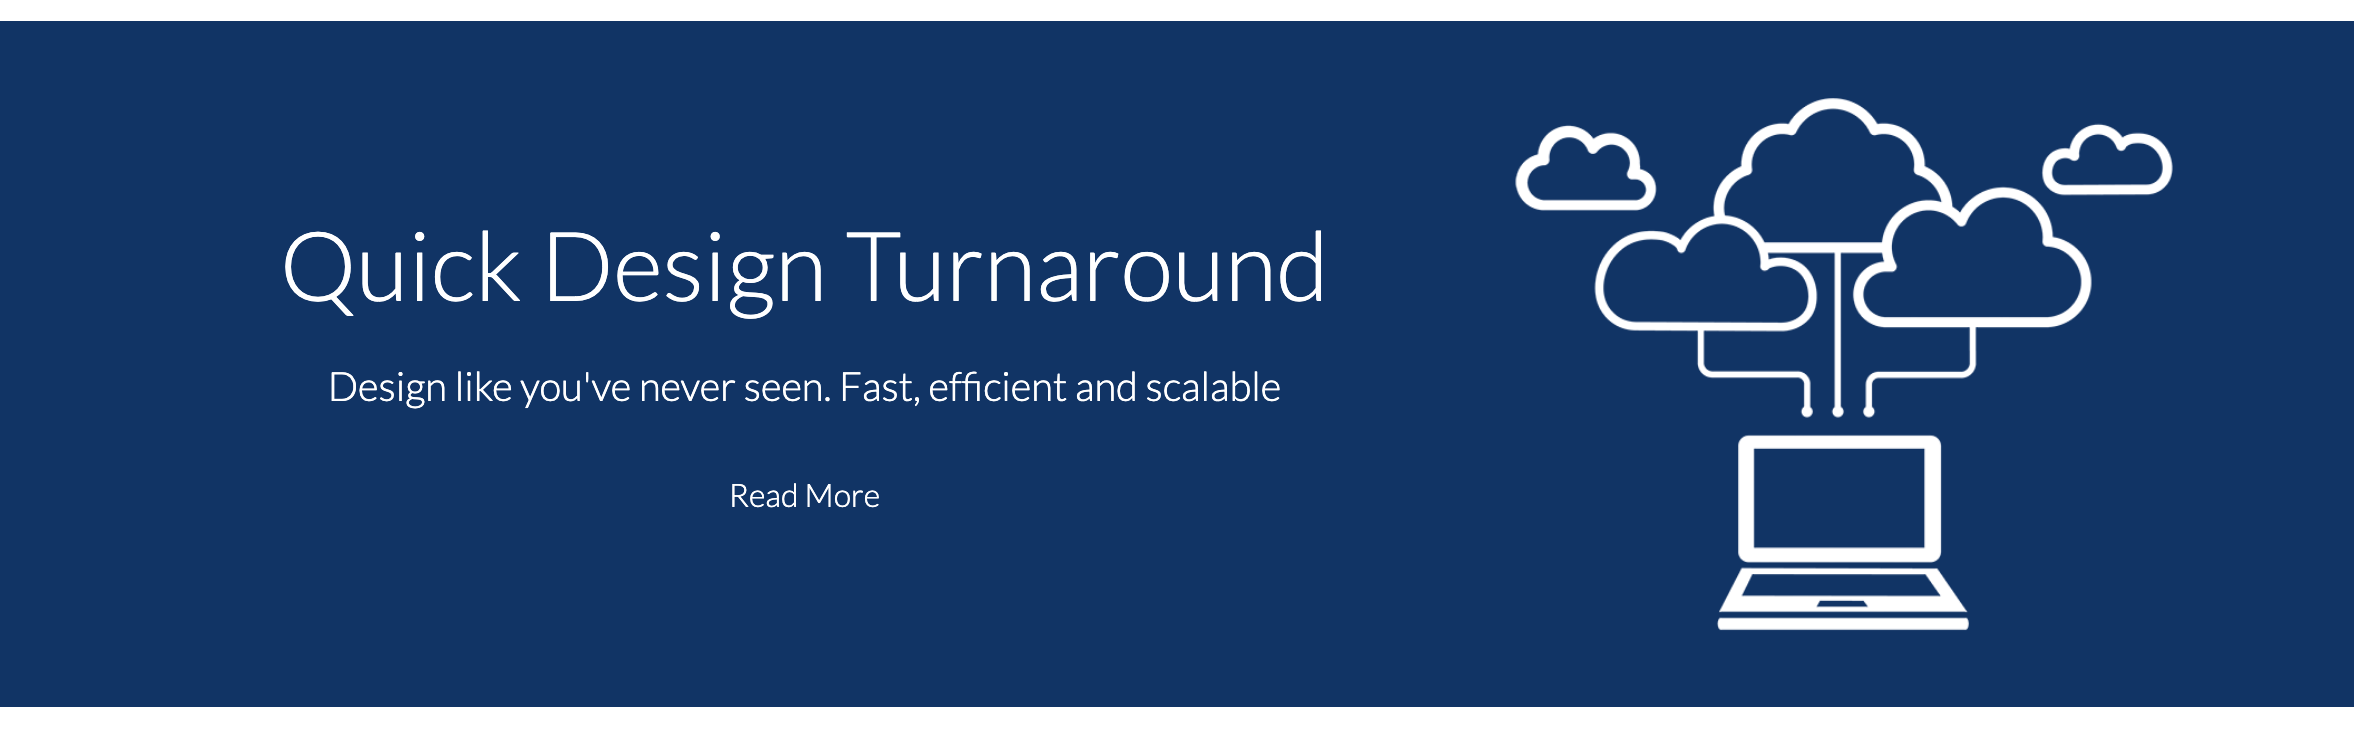 Quick Design Turnaround
Design like you've never seen. Fast, efficient and scalable
Read More